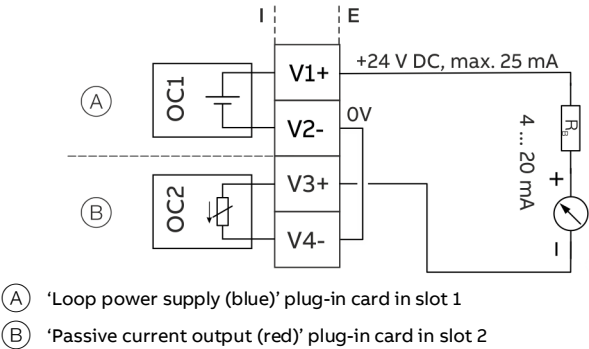 I E
OC1
V1+
+24 V DC, max. 25 mA
A
V2-
0V
4 ... 20 mA
RB
+
-
OC2
V3+
B
V4-
A 'Loop power supply (blue)' plug-in card in slot 1
B 'Passive current output (red)' plug-in card in slot 2